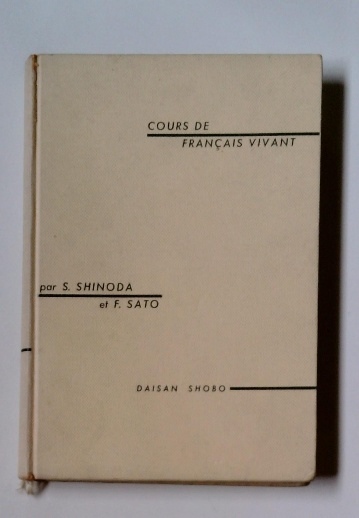 COURS DE
FRANÇAIS VIVANT
par S. SHINODA
et F. SATO
DAISAN SHOBO